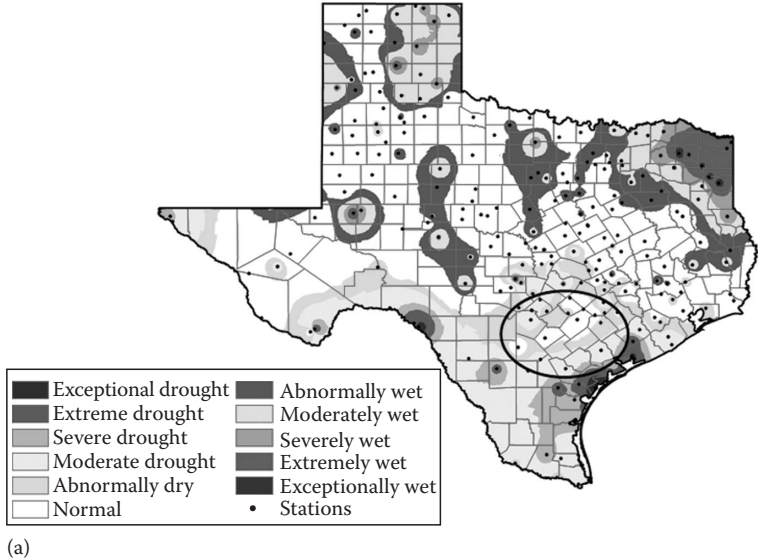 Exceptional drought
Extreme drought
Severe drought
Moderate drought
Abnormally dry
Normal
Abnormally wet
Moderately wet
Severely wet
Extremely wet
Exceptionally wet
Stations
(a)